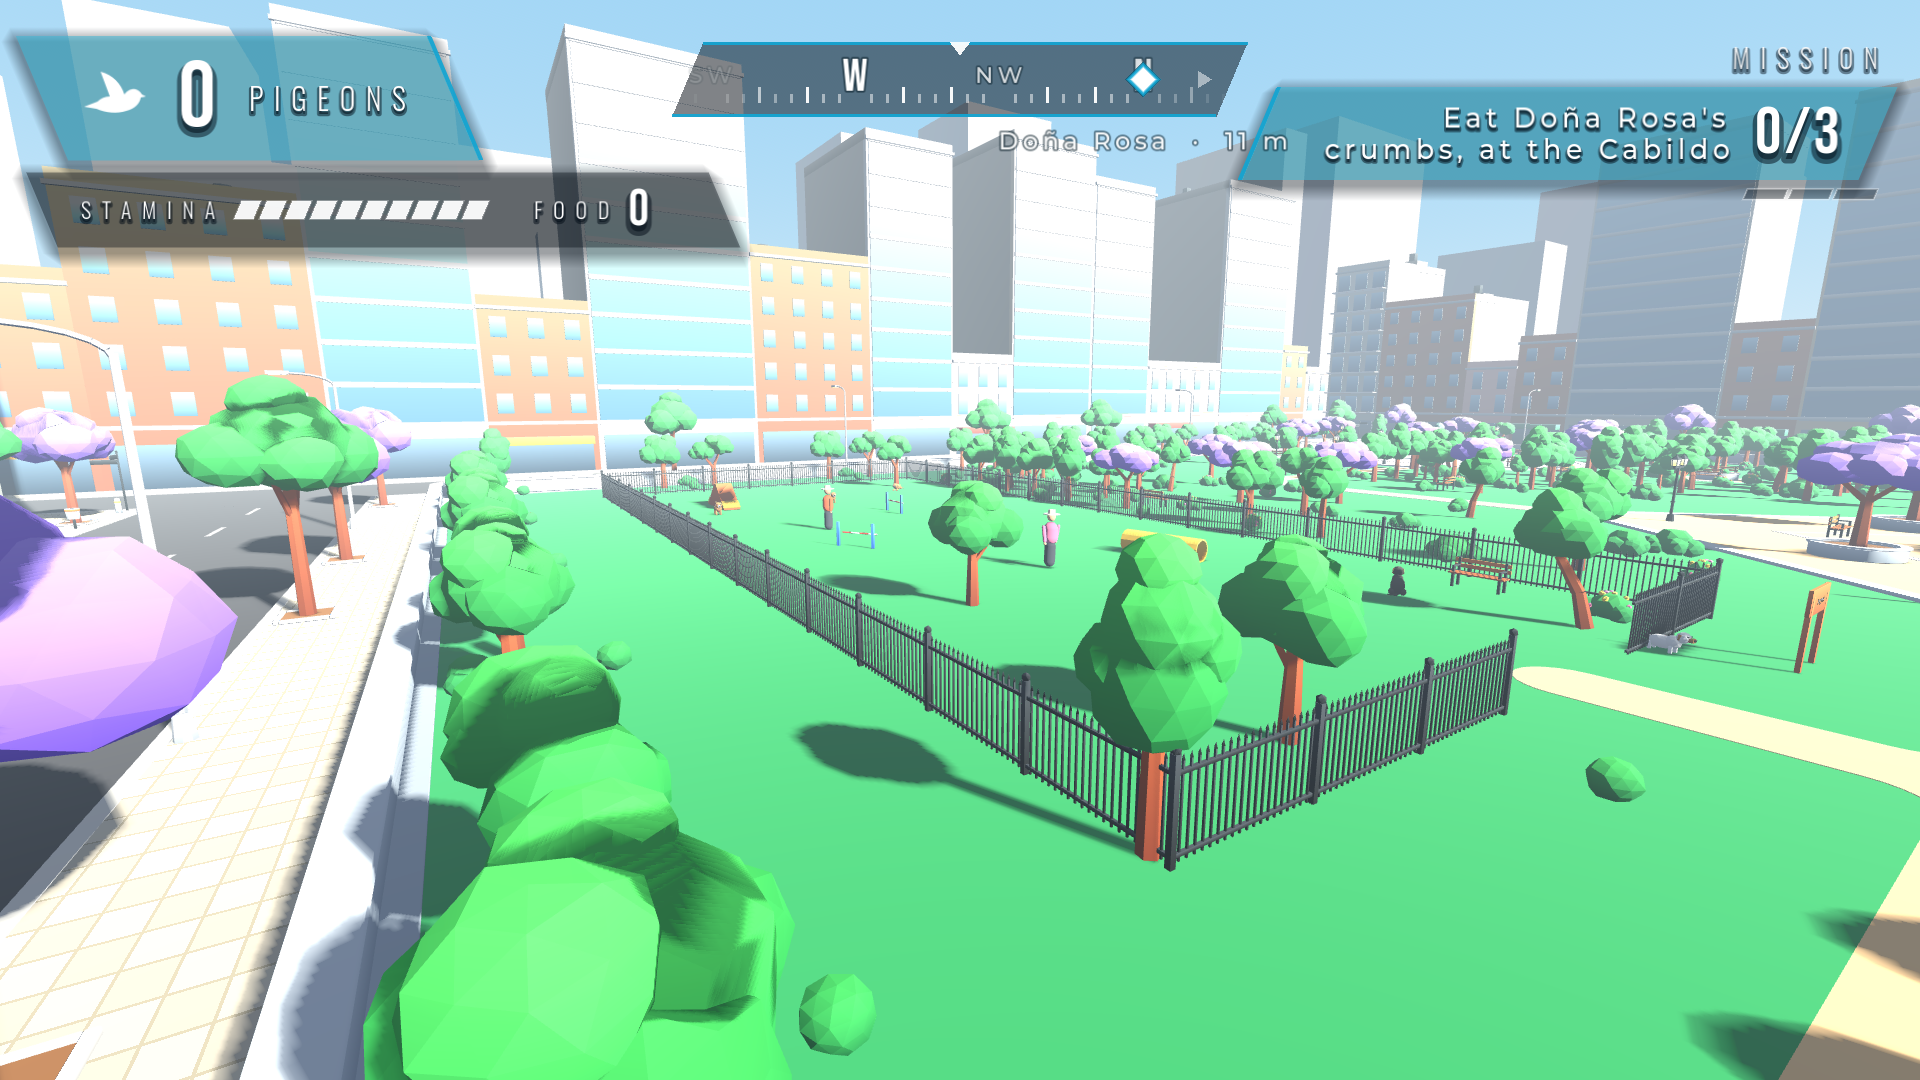 0 PIGEONS
STAMINA FOOD 0
SW W NW N
Doña Rosa · 11 m
MISSION
Eat Doña Rosa's
crumbs, at the Cabildo
0/3